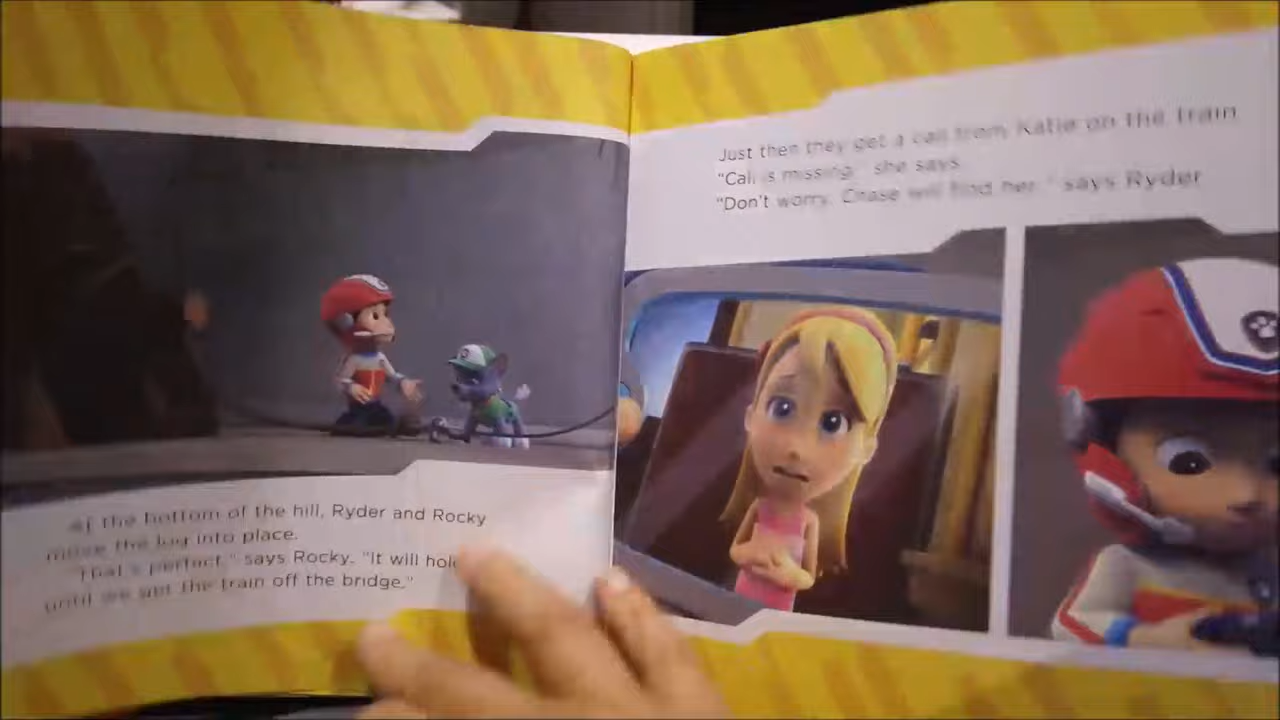 at the bottom of the hill, Ryder and Rocky
move the log into place.
"That's perfect," says Rocky. "It will hold
until we get the train off the bridge."
Just then they get a call from Katie on the train
"Cali is missing," she says.
"Don't worry. Chase will find her," says Ryder